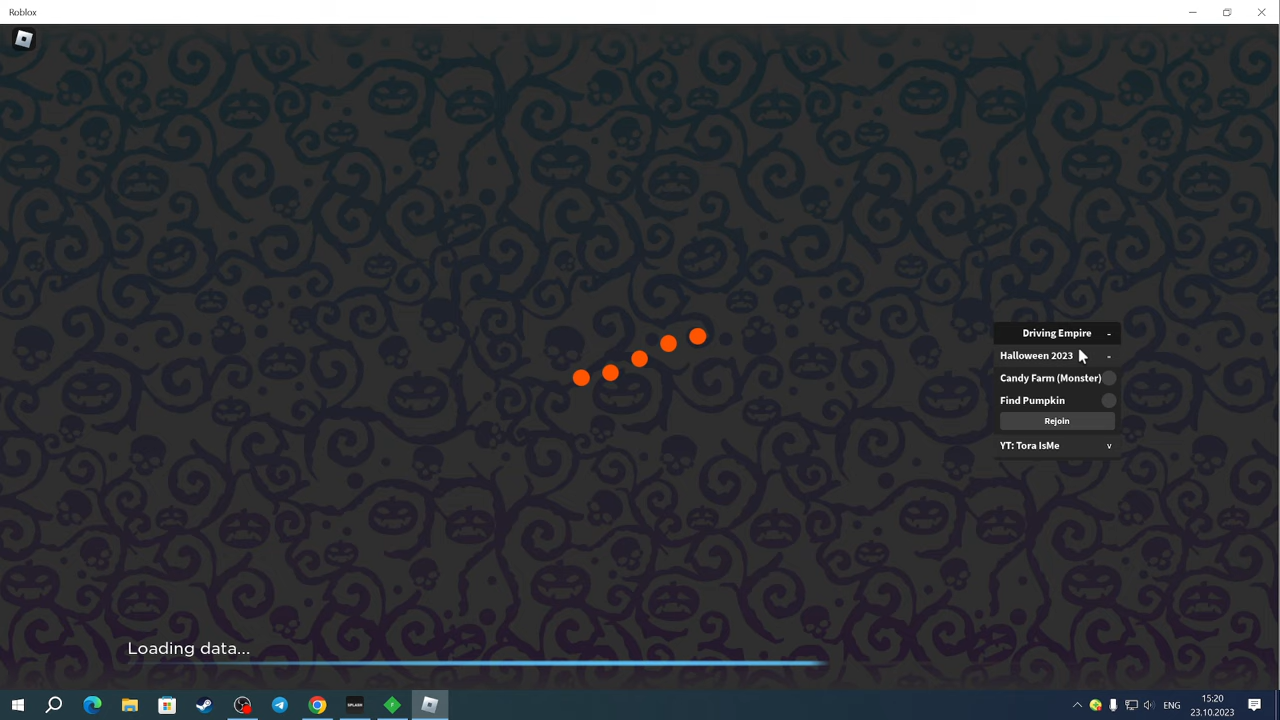 Roblox
Driving Empire -
Halloween 2023 -
Candy Farm (Monster)
Find Pumpkin
Rejoin
YT: Tora IsMe v
Loading data...
ENG
15:20
23.10.2023